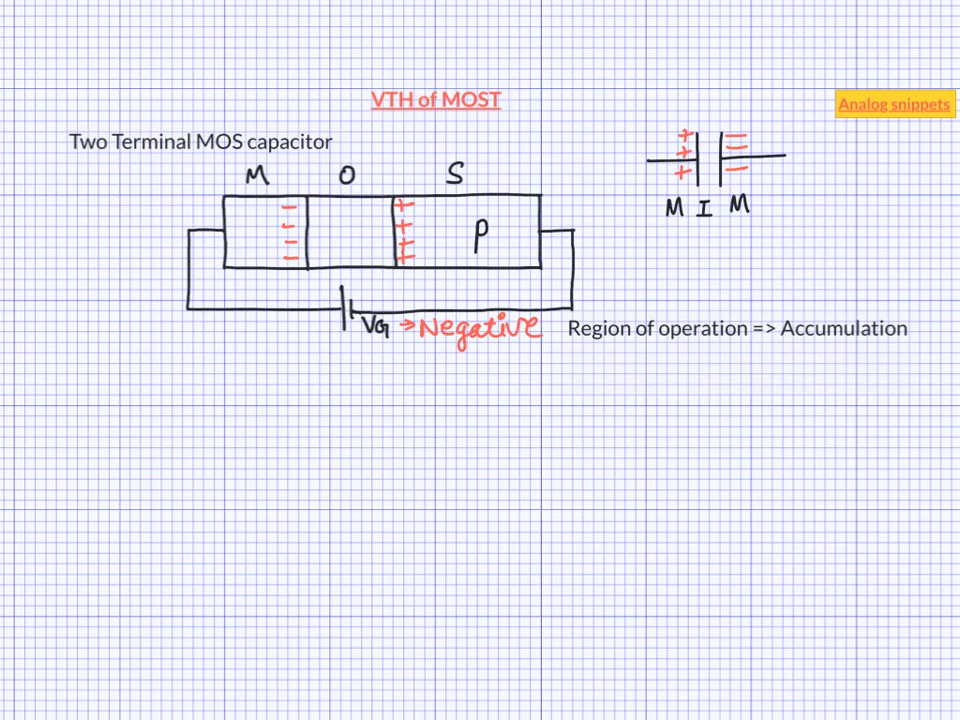 VTH of MOST
Analog snippets
Two Terminal MOS capacitor
+ + +
− − −
M O S
M I M
− − − −
+ + + +
P
VG → Negative
Region of operation => Accumulation